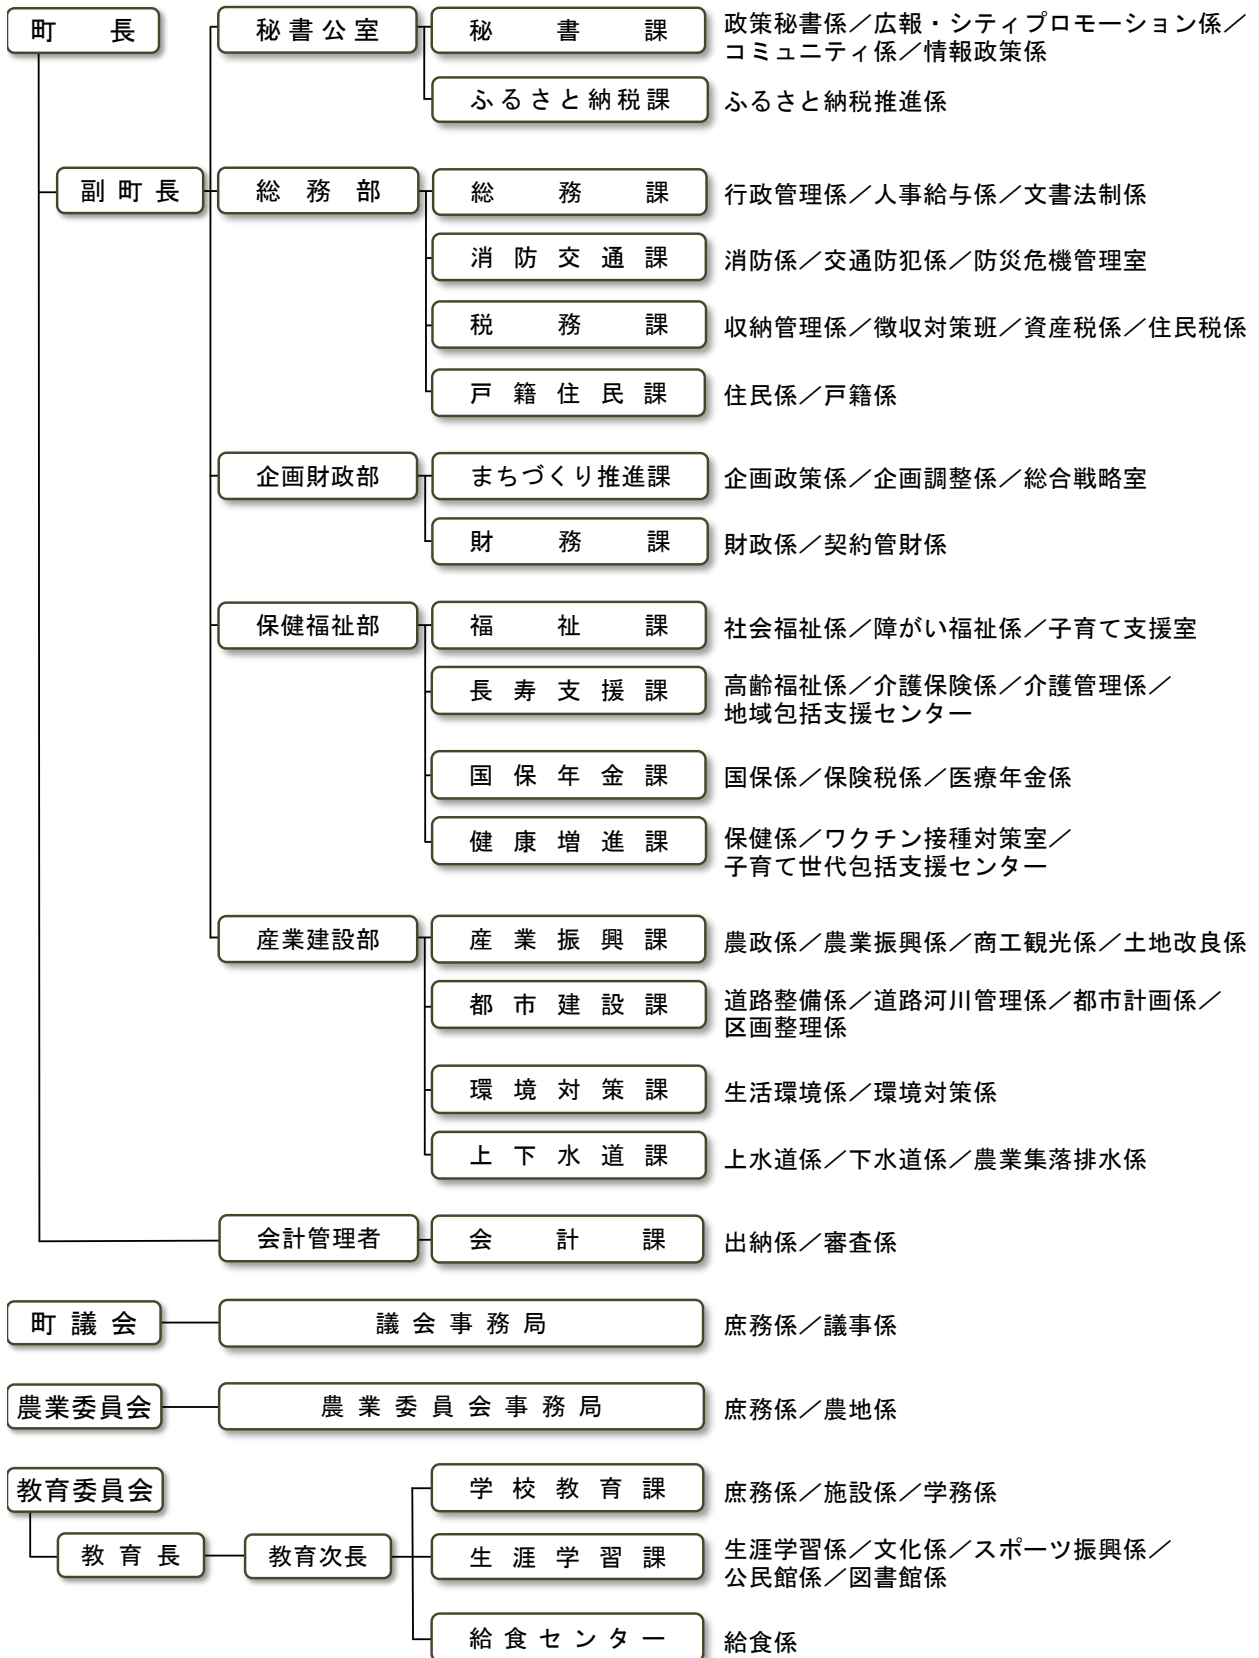 町長
秘書公室
秘書課
政策秘書係／広報・シティプロモーション係／
コミュニティ係／情報政策係
ふるさと納税課
ふるさと納税推進係
副町長
総務部
総務課
行政管理係／人事給与係／文書法制係
消防交通課
消防係／交通防犯係／防災危機管理室
税務課
収納管理係／徴収対策班／資産税係／住民税係
戸籍住民課
住民係／戸籍係
企画財政部
まちづくり推進課
企画政策係／企画調整係／総合戦略室
財務課
財政係／契約管財係
保健福祉部
福祉課
社会福祉係／障がい福祉係／子育て支援室
長寿支援課
高齢福祉係／介護保険係／介護管理係／
地域包括支援センター
国保年金課
国保係／保険税係／医療年金係
健康増進課
保健係／ワクチン接種対策室／
子育て世代包括支援センター
産業建設部
産業振興課
農政係／農業振興係／商工観光係／土地改良係
都市建設課
道路整備係／道路河川管理係／都市計画係／
区画整理係
環境対策課
生活環境係／環境対策係
上下水道課
上水道係／下水道係／農業集落排水係
会計管理者
会計課
出納係／審査係
町議会
議会事務局
庶務係／議事係
農業委員会
農業委員会事務局
庶務係／農地係
教育委員会
学校教育課
庶務係／施設係／学務係
教育長
教育次長
生涯学習課
生涯学習係／文化係／スポーツ振興係／
公民館係／図書館係
給食センター
給食係